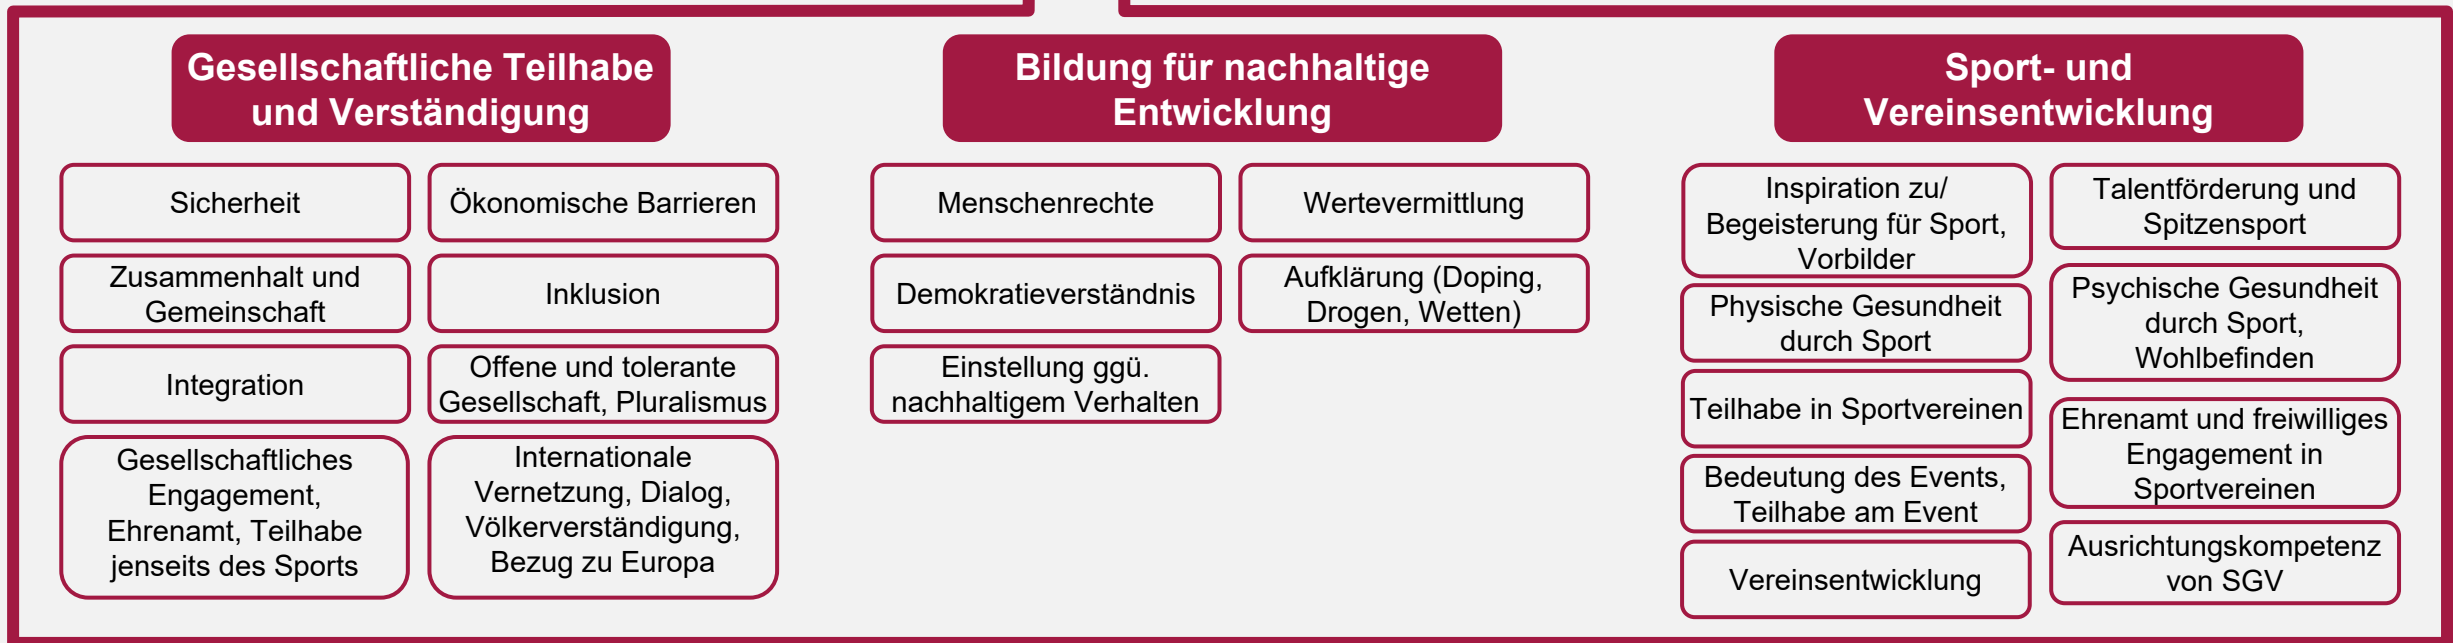 Gesellschaftliche Teilhabe
und Verständigung
Sicherheit
Ökonomische Barrieren
Zusammenhalt und
Gemeinschaft
Inklusion
Integration
Offene und tolerante
Gesellschaft, Pluralismus
Gesellschaftliches
Engagement,
Ehrenamt, Teilhabe
jenseits des Sports
Internationale
Vernetzung, Dialog,
Völkerverständigung,
Bezug zu Europa
Bildung für nachhaltige
Entwicklung
Menschenrechte
Wertevermittlung
Demokratieverständnis
Aufklärung (Doping,
Drogen, Wetten)
Einstellung ggü.
nachhaltigem Verhalten
Sport- und
Vereinsentwicklung
Inspiration zu/
Begeisterung für Sport,
Vorbilder
Talentförderung und
Spitzensport
Physische Gesundheit
durch Sport
Psychische Gesundheit
durch Sport,
Wohlbefinden
Teilhabe in Sportvereinen
Ehrenamt und freiwilliges
Engagement in
Sportvereinen
Bedeutung des Events,
Teilhabe am Event
Ausrichtungskompetenz
von SGV
Vereinsentwicklung